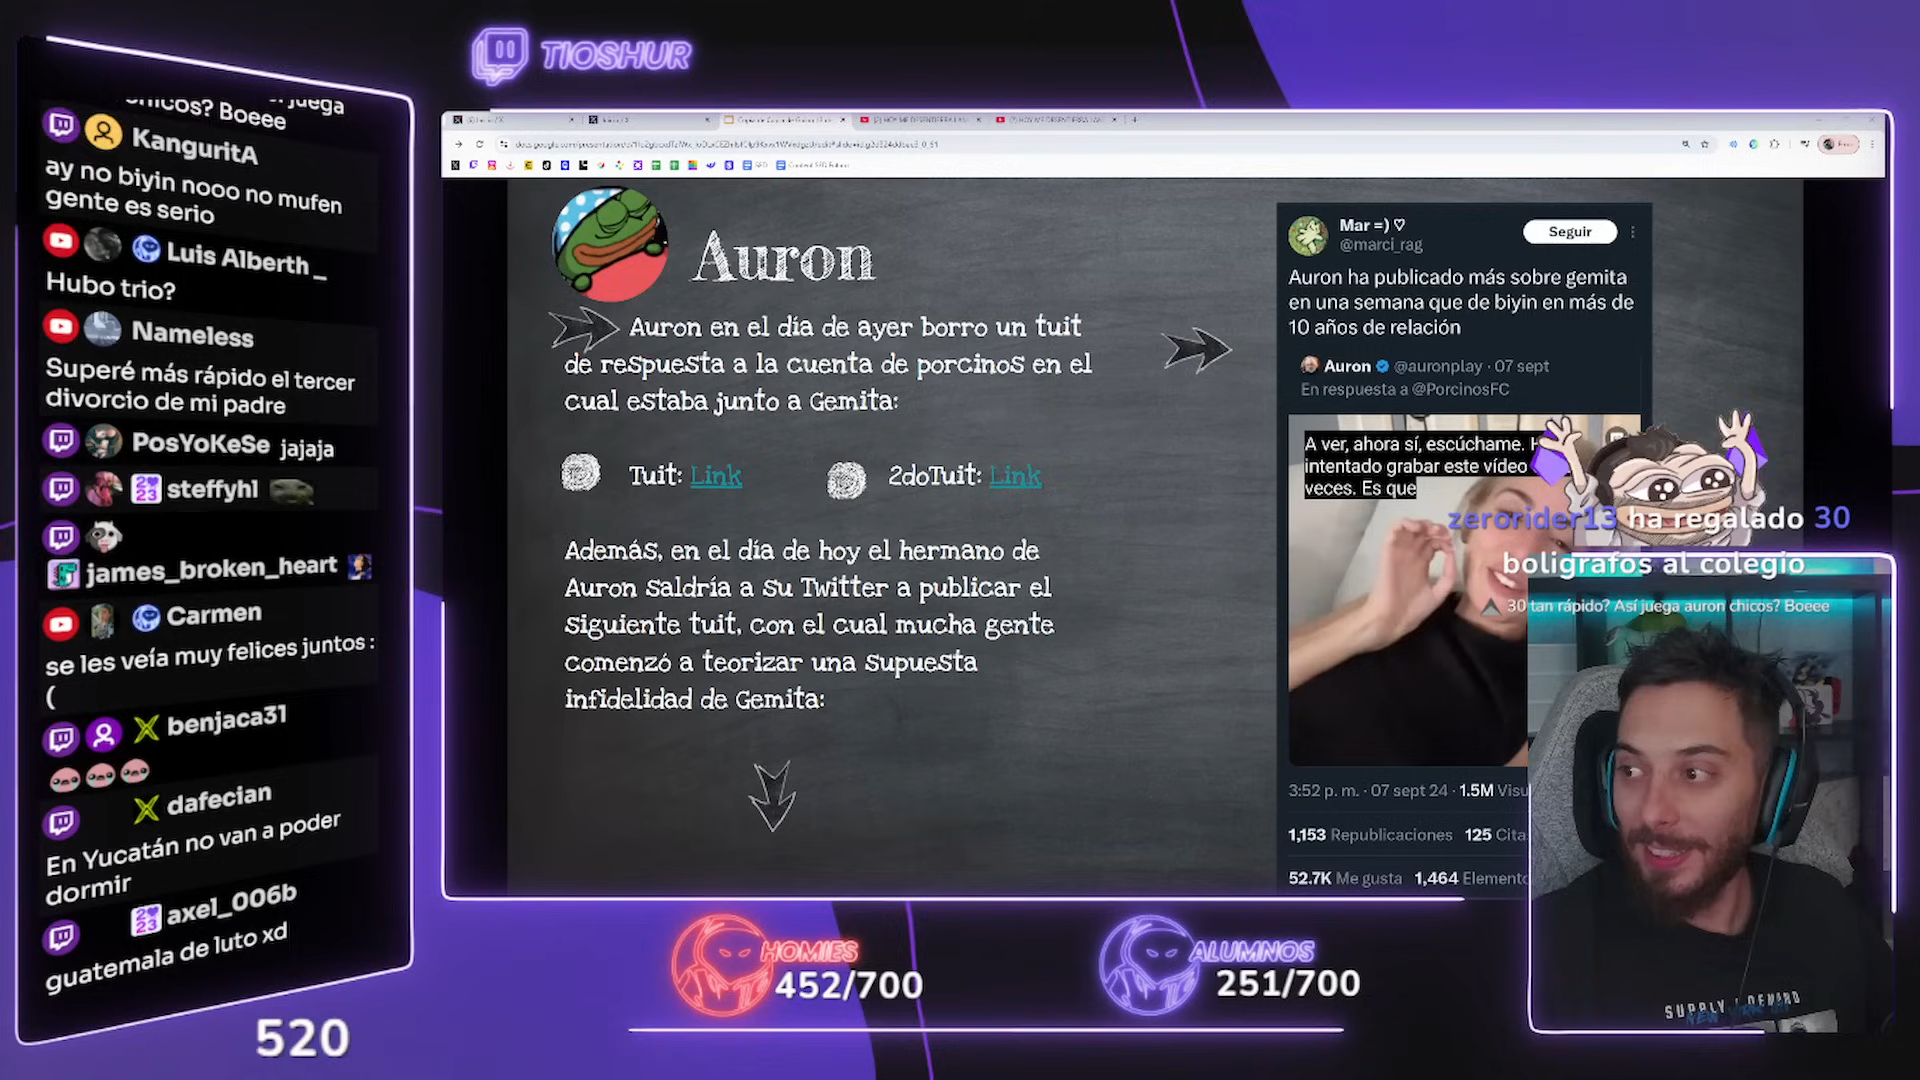 TIOSHUR
chicos? Boeee
KanguritA
ay no biyin nooo no mufen
gente es serio
Luis Alberth _
Hubo trio?
Nameless
Superé más rápido el tercer
divorcio de mi padre
PosYoKeSe jajaja
steffyhl
james_broken_heart
Carmen
se les veía muy felices juntos :
(
benjaca31
dafecian
En Yucatán no van a poder
dormir
axel_006b
guatemala de luto xd
520
Auron
Auron en el día de ayer borro un tuit
de respuesta a la cuenta de porcinos en el
cual estaba junto a Gemita:
Tuit: Link
2doTuit: Link
Además, en el día de hoy el hermano de
Auron saldría a su Twitter a publicar el
siguiente tuit, con el cual mucha gente
comenzó a teorizar una supuesta
infidelidad de Gemita:
Mar =) ♡
@marci_rag
Seguir
Auron ha publicado más sobre gemita
en una semana que de biyin en más de
10 años de relación
Auron @auronplay · 07 sept
En respuesta a @PorcinosFC
A ver, ahora sí, escúchame. H
intentado grabar este vídeo
veces. Es que
3:52 p. m. · 07 sept 24 · 1.5M Visu
1,153 Republicaciones 125 Cita
52.7K Me gusta 1,464 Elemento
zerorider13 ha regalado 30
boligrafos al colegio
30 tan rápido? Así juega auron chicos? Boeee
SUPPLY DEMAND
HOMIES
452/700
ALUMNOS
251/700